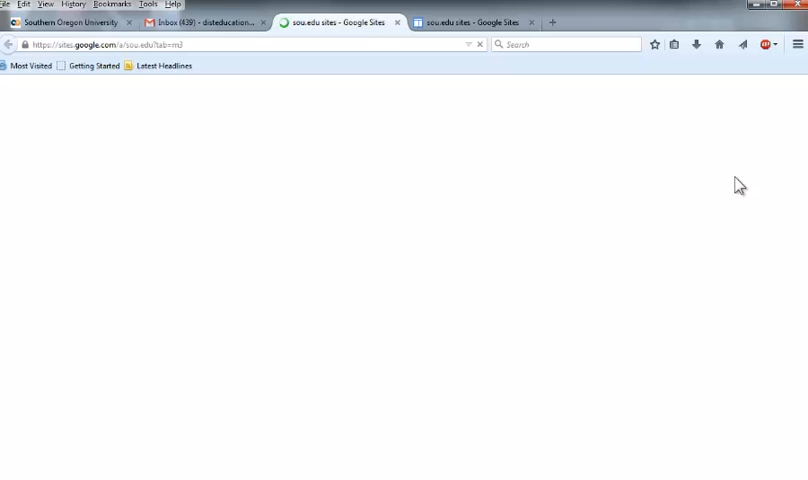 File Edit View History Bookmarks Tools Help
Southern Oregon University Inbox (439) - disteducation... sou.edu sites - Google Sites sou.edu sites - Google Sites
https://sites.google.com/a/sou.edu?tab=m3 Search
Most Visited Getting Started Latest Headlines